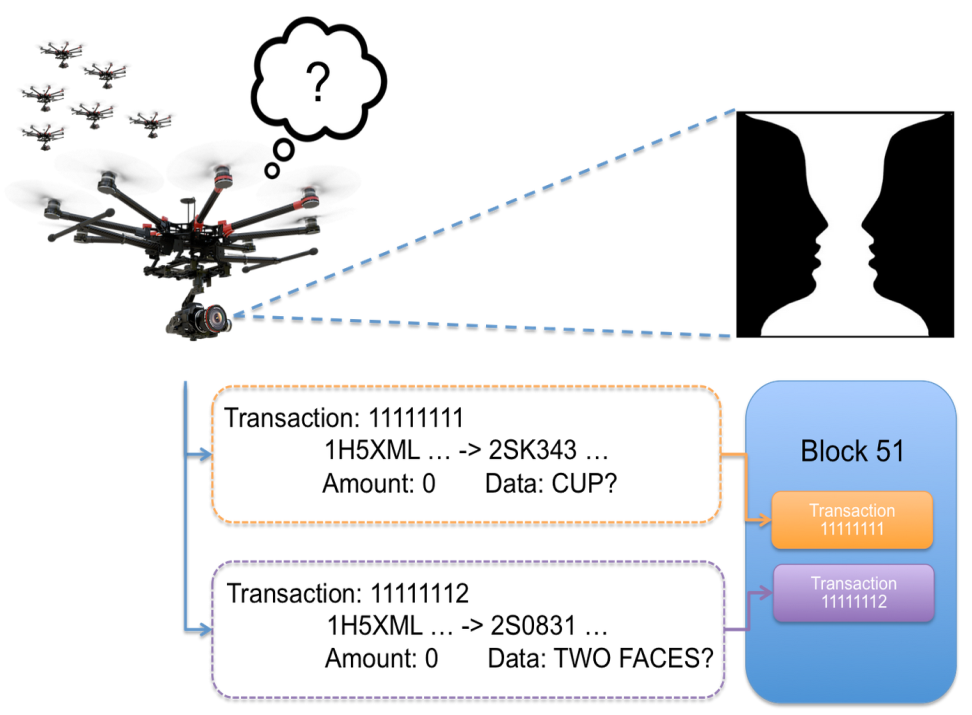 ?
Transaction: 11111111
1H5XML ... -> 2SK343 ...
Amount: 0 Data: CUP?
Transaction: 11111112
1H5XML ... -> 2S0831 ...
Amount: 0 Data: TWO FACES?
Block 51
Transaction
11111111
Transaction
11111112